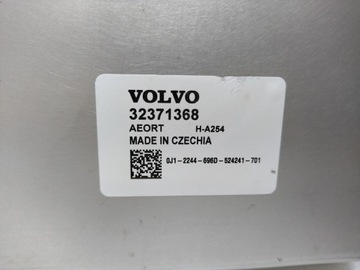 VOLVO
32371368
AEORT H-A254
MADE IN CZECHIA
0J1-2244-696D-524241-701